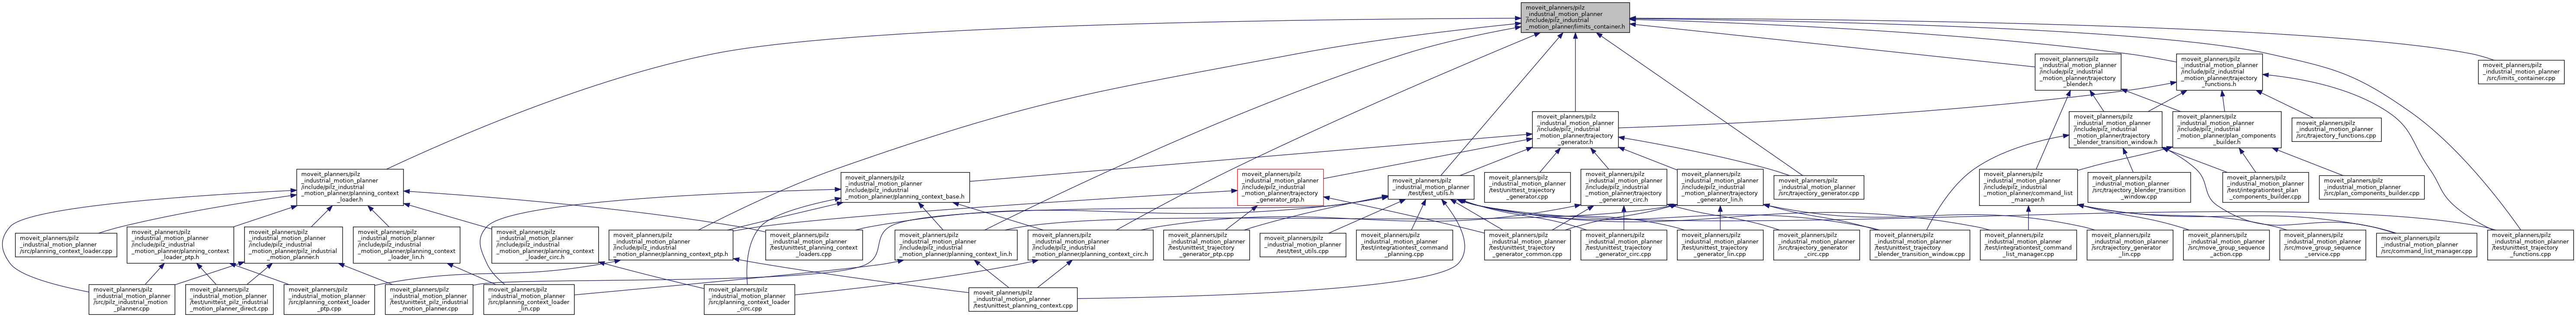 moveit_planners/pilz
_industrial_motion_planner
/include/pilz_industrial
_motion_planner/limits_container.h
moveit_planners/pilz
_industrial_motion_planner
/include/pilz_industrial
_motion_planner/trajectory
_blender.h
moveit_planners/pilz
_industrial_motion_planner
/include/pilz_industrial
_motion_planner/trajectory
_functions.h
moveit_planners/pilz
_industrial_motion_planner
/src/limits_container.cpp
moveit_planners/pilz
_industrial_motion_planner
/include/pilz_industrial
_motion_planner/trajectory
_generator.h
moveit_planners/pilz
_industrial_motion_planner
/include/pilz_industrial
_motion_planner/trajectory
_blender_transition_window.h
moveit_planners/pilz
_industrial_motion_planner
/include/pilz_industrial
_motion_planner/plan_components
_builder.h
moveit_planners/pilz
_industrial_motion_planner
/src/trajectory_functions.cpp
moveit_planners/pilz
_industrial_motion_planner
/include/pilz_industrial
_motion_planner/planning_context
_loader.h
moveit_planners/pilz
_industrial_motion_planner
/include/pilz_industrial
_motion_planner/planning_context_base.h
moveit_planners/pilz
_industrial_motion_planner
/include/pilz_industrial
_motion_planner/trajectory
_generator_ptp.h
moveit_planners/pilz
_industrial_motion_planner
/test/test_utils.h
moveit_planners/pilz
_industrial_motion_planner
/test/unittest_trajectory
_generator.cpp
moveit_planners/pilz
_industrial_motion_planner
/include/pilz_industrial
_motion_planner/trajectory
_generator_circ.h
moveit_planners/pilz
_industrial_motion_planner
/include/pilz_industrial
_motion_planner/trajectory
_generator_lin.h
moveit_planners/pilz
_industrial_motion_planner
/src/trajectory_generator.cpp
moveit_planners/pilz
_industrial_motion_planner
/include/pilz_industrial
_motion_planner/command_list
_manager.h
moveit_planners/pilz
_industrial_motion_planner
/src/trajectory_blender_transition
_window.cpp
moveit_planners/pilz
_industrial_motion_planner
/test/integrationtest_plan
_components_builder.cpp
moveit_planners/pilz
_industrial_motion_planner
/src/plan_components_builder.cpp
moveit_planners/pilz
_industrial_motion_planner
/src/planning_context_loader.cpp
moveit_planners/pilz
_industrial_motion_planner
/include/pilz_industrial
_motion_planner/planning_context
_loader_ptp.h
moveit_planners/pilz
_industrial_motion_planner
/include/pilz_industrial
_motion_planner/pilz_industrial
_motion_planner.h
moveit_planners/pilz
_industrial_motion_planner
/include/pilz_industrial
_motion_planner/planning_context
_loader_lin.h
moveit_planners/pilz
_industrial_motion_planner
/include/pilz_industrial
_motion_planner/planning_context
_loader_circ.h
moveit_planners/pilz
_industrial_motion_planner
/include/pilz_industrial
_motion_planner/planning_context_ptp.h
moveit_planners/pilz
_industrial_motion_planner
/test/unittest_planning_context
_loaders.cpp
moveit_planners/pilz
_industrial_motion_planner
/include/pilz_industrial
_motion_planner/planning_context_lin.h
moveit_planners/pilz
_industrial_motion_planner
/include/pilz_industrial
_motion_planner/planning_context_circ.h
moveit_planners/pilz
_industrial_motion_planner
/test/unittest_trajectory
_generator_ptp.cpp
moveit_planners/pilz
_industrial_motion_planner
/test/test_utils.cpp
moveit_planners/pilz
_industrial_motion_planner
/test/integrationtest_command
_planning.cpp
moveit_planners/pilz
_industrial_motion_planner
/test/unittest_trajectory
_generator_common.cpp
moveit_planners/pilz
_industrial_motion_planner
/test/unittest_trajectory
_generator_circ.cpp
moveit_planners/pilz
_industrial_motion_planner
/test/unittest_trajectory
_generator_lin.cpp
moveit_planners/pilz
_industrial_motion_planner
/src/trajectory_generator
_circ.cpp
moveit_planners/pilz
_industrial_motion_planner
/test/unittest_trajectory
_blender_transition_window.cpp
moveit_planners/pilz
_industrial_motion_planner
/test/integrationtest_command
_list_manager.cpp
moveit_planners/pilz
_industrial_motion_planner
/src/trajectory_generator
_lin.cpp
moveit_planners/pilz
_industrial_motion_planner
/src/move_group_sequence
_action.cpp
moveit_planners/pilz
_industrial_motion_planner
/src/move_group_sequence
_service.cpp
moveit_planners/pilz
_industrial_motion_planner
/src/command_list_manager.cpp
moveit_planners/pilz
_industrial_motion_planner
/test/unittest_trajectory
_functions.cpp
moveit_planners/pilz
_industrial_motion_planner
/src/pilz_industrial_motion
_planner.cpp
moveit_planners/pilz
_industrial_motion_planner
/test/unittest_pilz_industrial
_motion_planner_direct.cpp
moveit_planners/pilz
_industrial_motion_planner
/src/planning_context_loader
_ptp.cpp
moveit_planners/pilz
_industrial_motion_planner
/test/unittest_pilz_industrial
_motion_planner.cpp
moveit_planners/pilz
_industrial_motion_planner
/src/planning_context_loader
_lin.cpp
moveit_planners/pilz
_industrial_motion_planner
/src/planning_context_loader
_circ.cpp
moveit_planners/pilz
_industrial_motion_planner
/test/unittest_planning_context.cpp